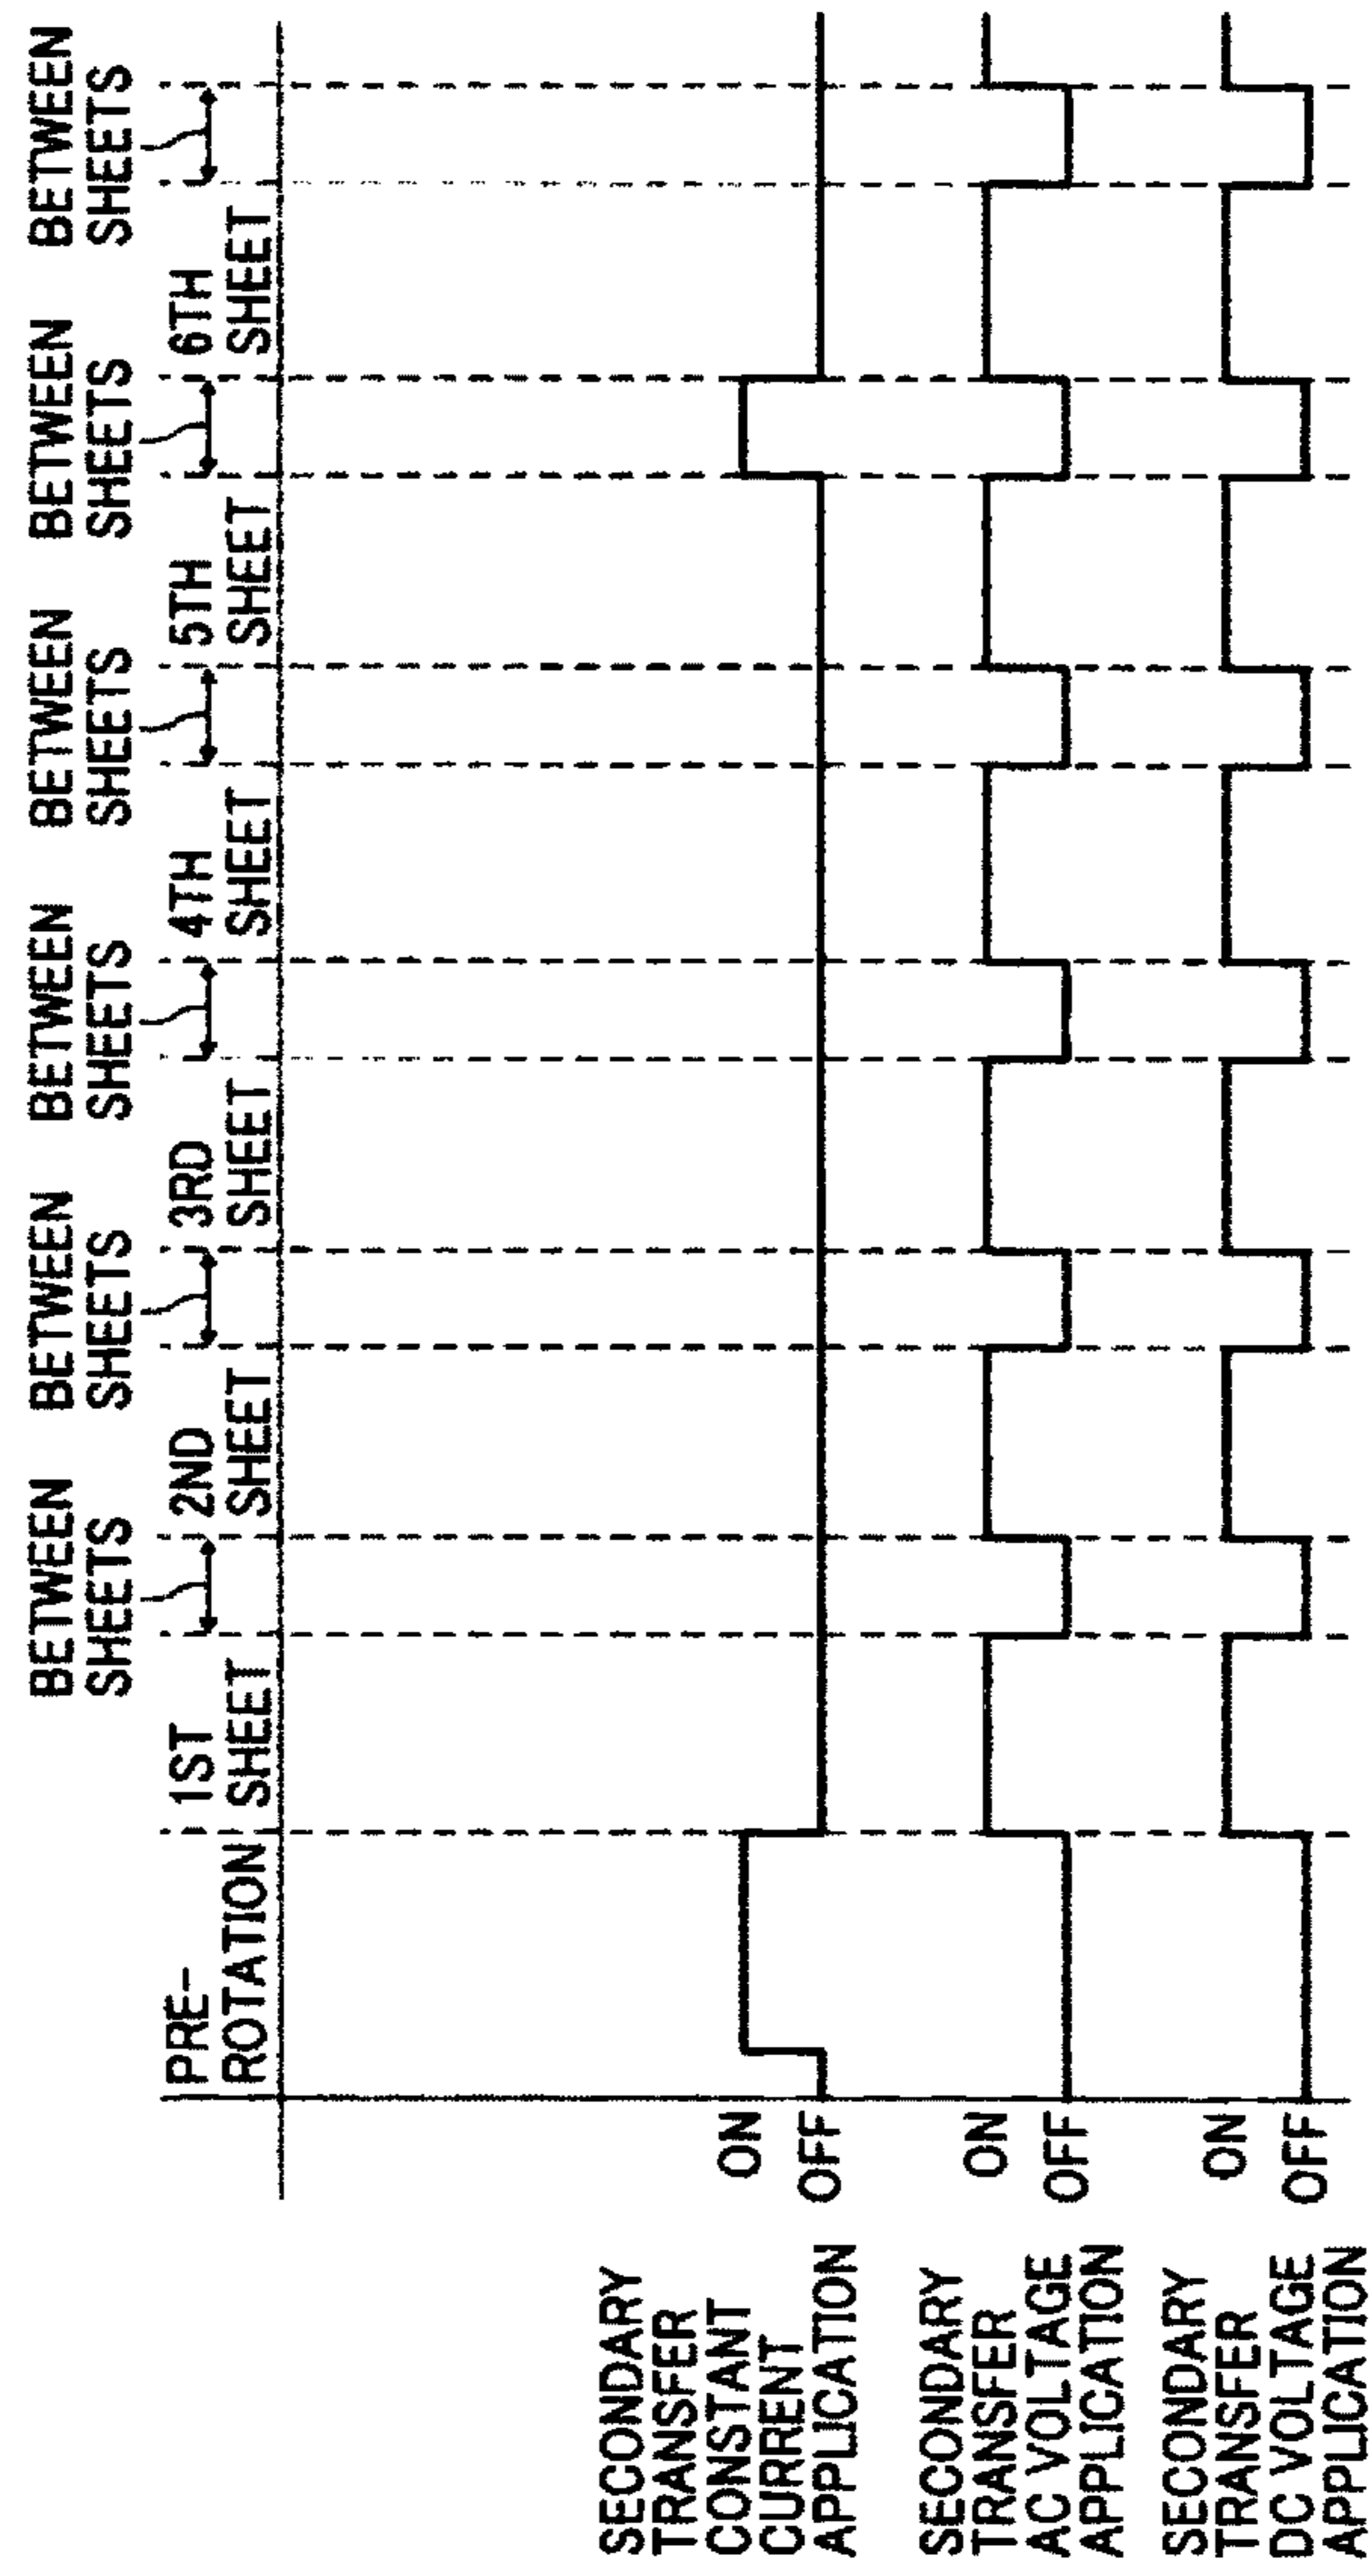 BETWEEN
SHEETS
BETWEEN
SHEETS
BETWEEN
SHEETS
BETWEEN
SHEETS
BETWEEN
SHEETS
BETWEEN
SHEETS
PRE-
ROTATION
1ST
SHEET
2ND
SHEET
3RD
SHEET
4TH
SHEET
5TH
SHEET
6TH
SHEET
SECONDARY
TRANSFER
CONSTANT
CURRENT
APPLICATION
ON
OFF
SECONDARY
TRANSFER
AC VOLTAGE
APPLICATION
ON
OFF
SECONDARY
TRANSFER
DC VOLTAGE
APPLICATION
ON
OFF